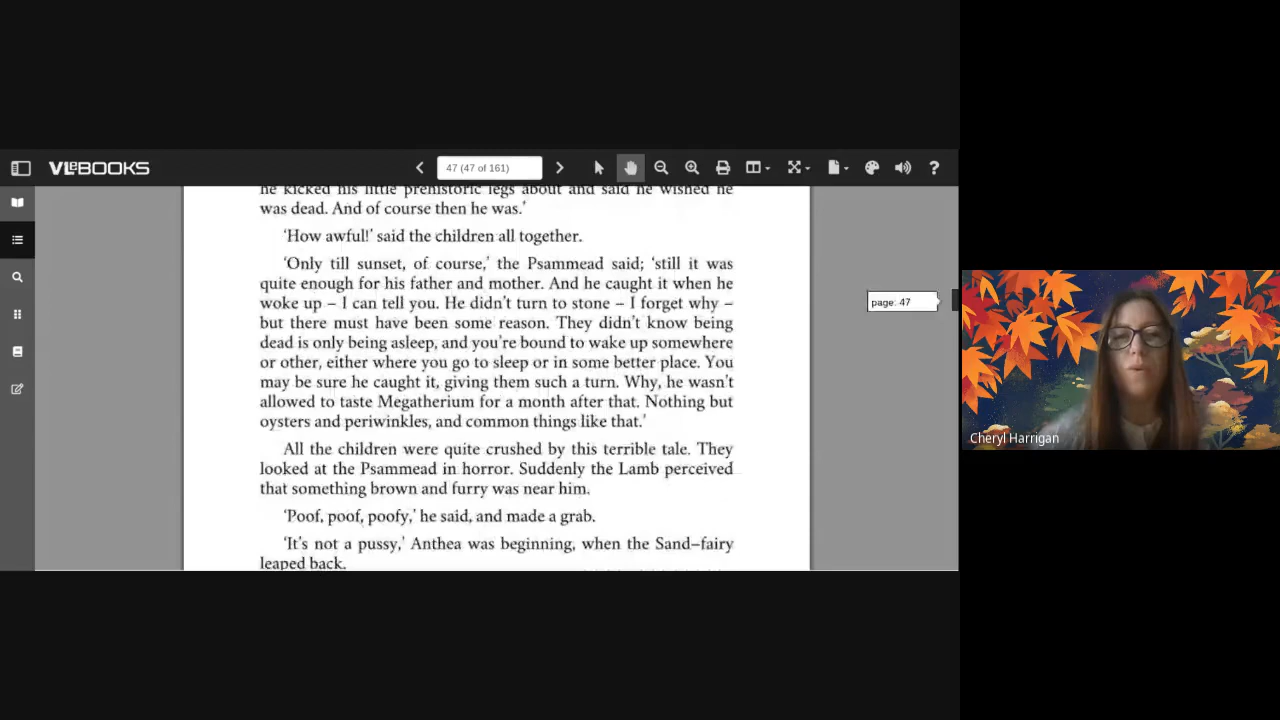 VLeBOOKS
47 (47 of 161)
?
he kicked his little prehistoric legs about and said he wished he
was dead. And of course then he was.’
‘How awful!’ said the children all together.
‘Only till sunset, of course,’ the Psammead said; ‘still it was
quite enough for his father and mother. And he caught it when he
woke up – I can tell you. He didn’t turn to stone – I forget why –
but there must have been some reason. They didn’t know being
dead is only being asleep, and you’re bound to wake up somewhere
or other, either where you go to sleep or in some better place. You
may be sure he caught it, giving them such a turn. Why, he wasn’t
allowed to taste Megatherium for a month after that. Nothing but
oysters and periwinkles, and common things like that.’
All the children were quite crushed by this terrible tale. They
looked at the Psammead in horror. Suddenly the Lamb perceived
that something brown and furry was near him.
‘Poof, poof, poofy,’ he said, and made a grab.
‘It’s not a pussy,’ Anthea was beginning, when the Sand–fairy
leaped back.
page: 47
Cheryl Harrigan